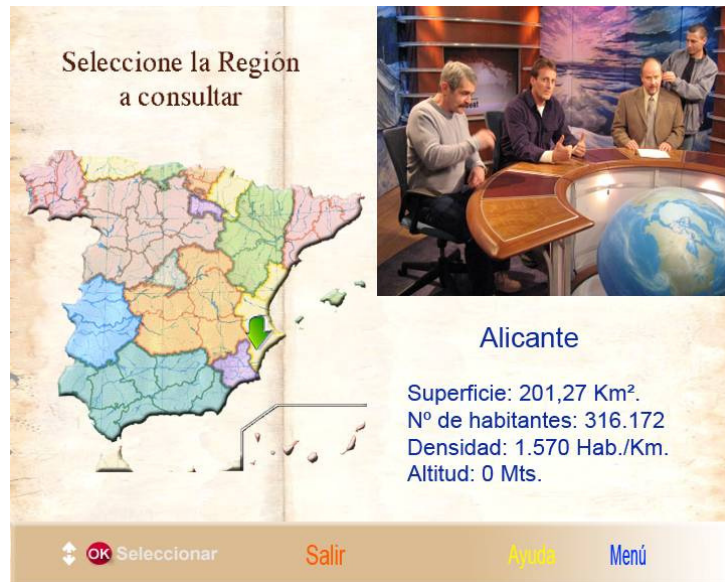 Seleccione la Región
a consultar
Alicante
Superficie: 201,27 Km².
Nº de habitantes: 316.172
Densidad: 1.570 Hab./Km.
Altitud: 0 Mts.
OK Seleccionar
Salir
Ayuda
Menú